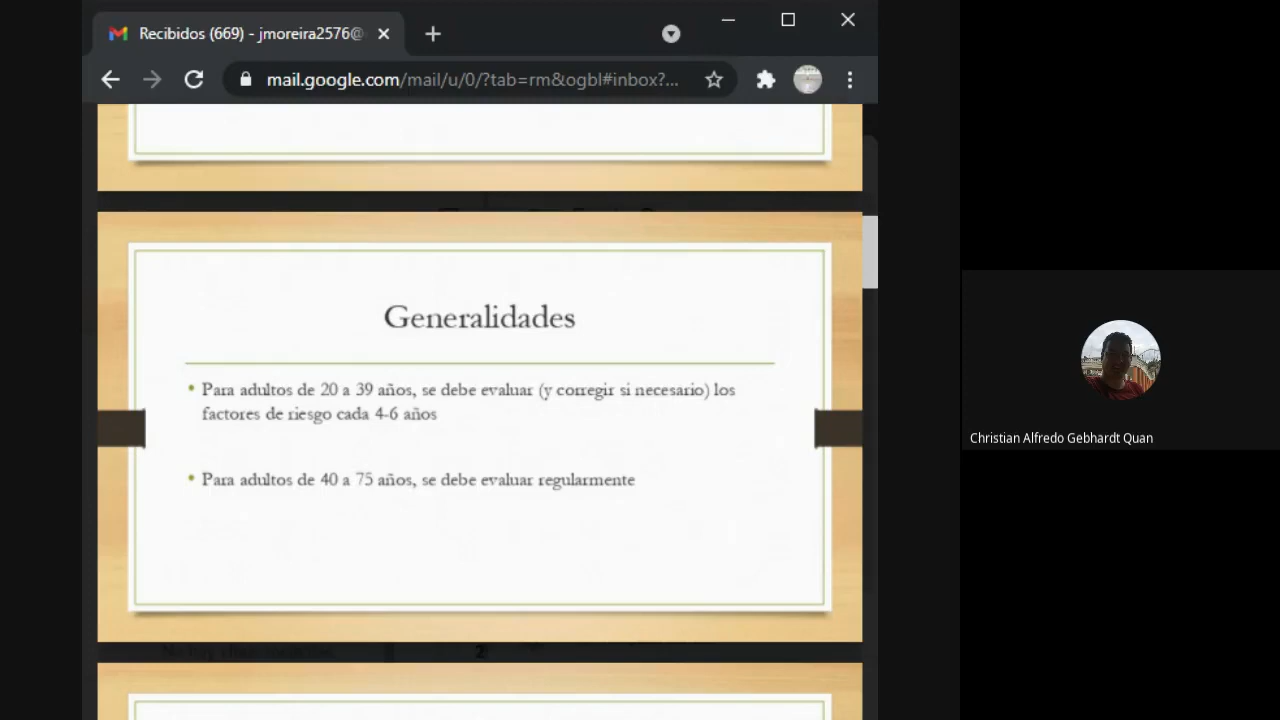 Recibidos (669) - jmoreira2576@
mail.google.com/mail/u/0/?tab=rm&ogbl#inbox?...
Generalidades
• Para adultos de 20 a 39 años, se debe evaluar (y corregir si necesario) los
factores de riesgo cada 4-6 años
• Para adultos de 40 a 75 años, se debe evaluar regularmente
Christian Alfredo Gebhardt Quan